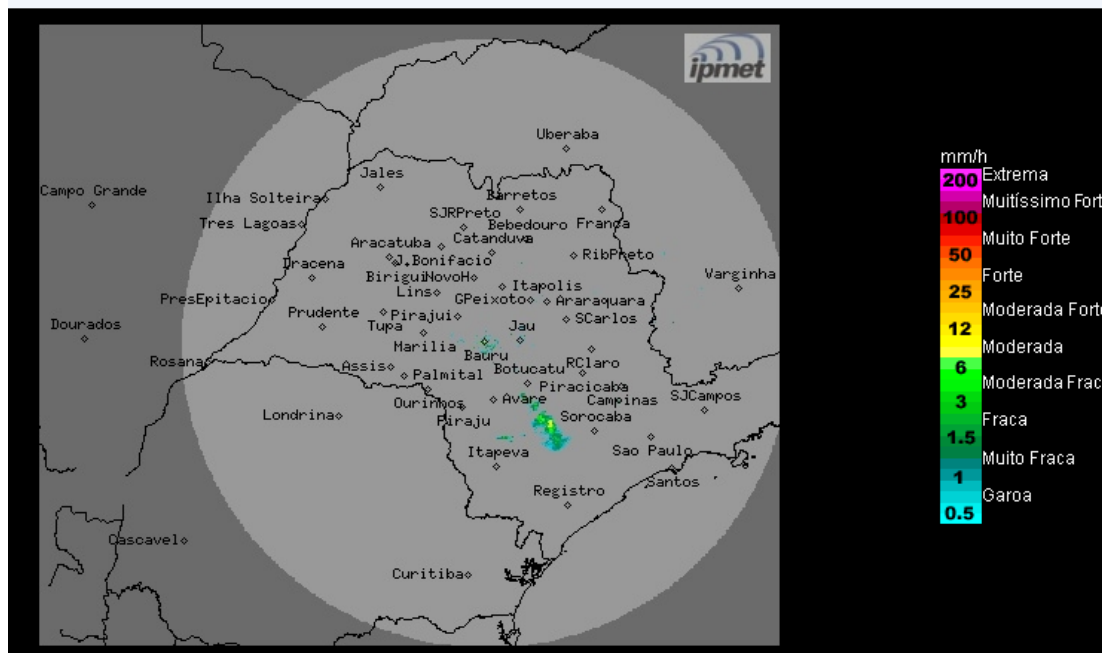 ipmet
Uberaba
Jales
Campo Grande
Ilha Solteira
Barretos
SJRPreto
Tres Lagoas
Bebedouro
Franca
Aracatuba
Catanduva
J.Bonifacio
RibPreto
Dracena
Birigui
NovoH
Varginha
Lins
Itapolis
PresEpitacio
GPeixoto
Araraquara
Prudente
Pirajui
SCarlos
Dourados
Tupa
Jau
Marilia
Bauru
Rosana
Assis
Botucatu
RClaro
Palmital
Piracicaba
Ourinhos
Avare
Campinas
SJCampos
Londrina
Piraju
Sorocaba
Itapeva
Sao Paulo
Santos
Registro
Cascavel
Curitiba
mm/h
200 Extrema
Muitíssimo Fort
100
Muito Forte
50
Forte
25
Moderada Forte
12
Moderada
6
Moderada Frac
3
Fraca
1.5
Muito Fraca
1
Garoa
0.5